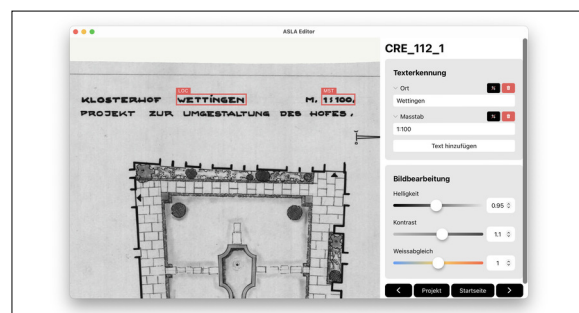 ASLA Editor
LOC
MST
KLOSTERHOF WETTINGEN M. 1:100.
PROJEKT ZUR UMGESTALTUNG DES HOFES.
CRE_112_1
Texterkennung
Ort
Wettingen
Masstab
1:100
Text hinzufügen
Bildbearbeitung
Helligkeit
0.95
Kontrast
1.1
Weissabgleich
1
Projekt Startseite